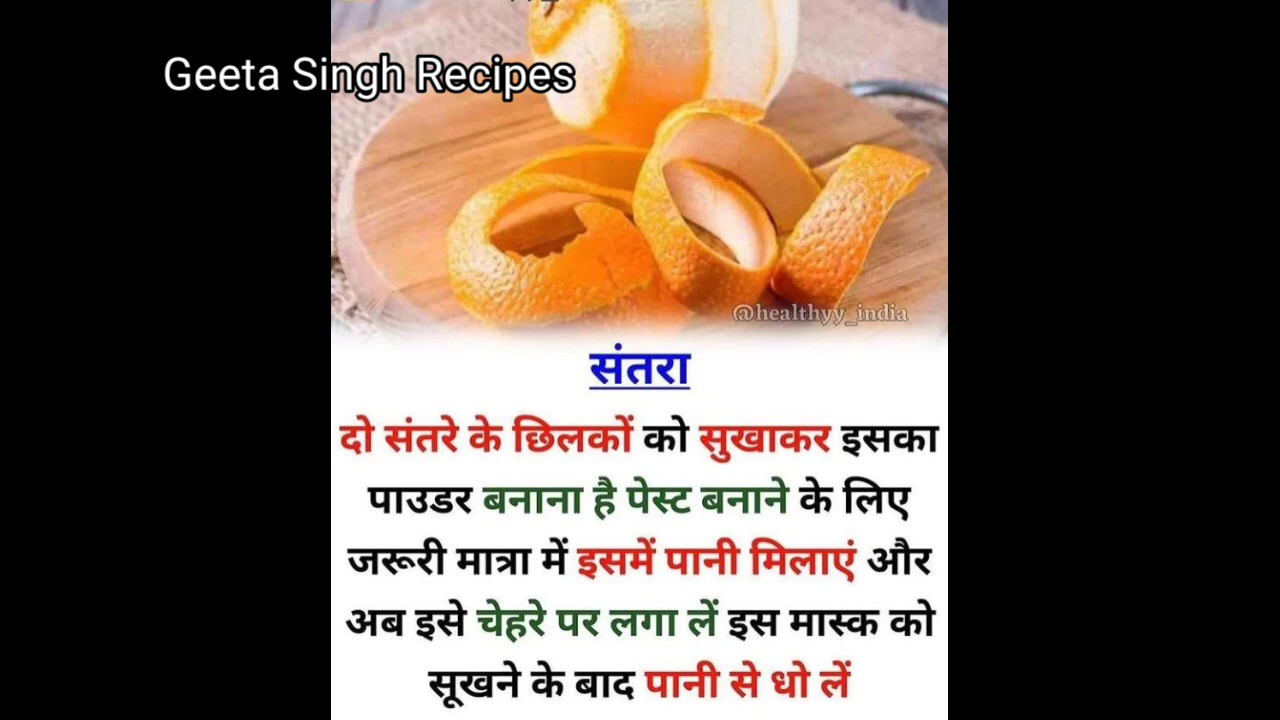 Geeta Singh Recipes
@healthyy_india
संतरा
दो संतरे के छिलकों को सुखाकर इसका
पाउडर बनाना है पेस्ट बनाने के लिए
जरूरी मात्रा में इसमें पानी मिलाएं और
अब इसे चेहरे पर लगा लें इस मास्क को
सूखने के बाद पानी से धो लें